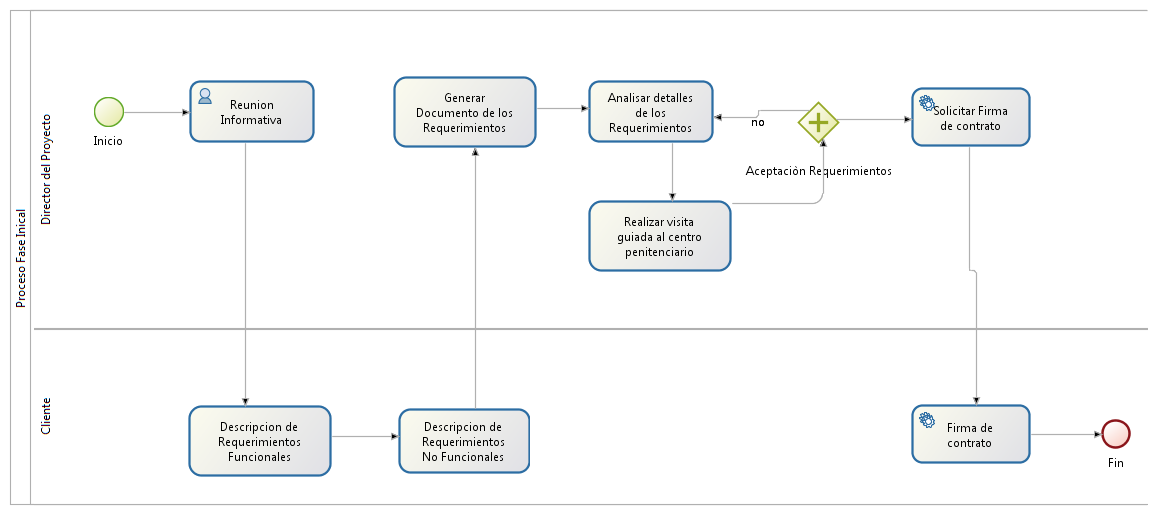 Proceso Fase Inical
Director del Proyecto
Inicio
Reunion
Informativa
Generar
Documento de los
Requerimientos
Analisar detalles
de los
Requerimientos
no
Aceptaciòn Requerimientos
Solicitar Firma
de contrato
Realizar visita
guiada al centro
penitenciario
Cliente
Descripcion de
Requerimientos
Funcionales
Descripcion de
Requerimientos
No Funcionales
Firma de
contrato
Fin